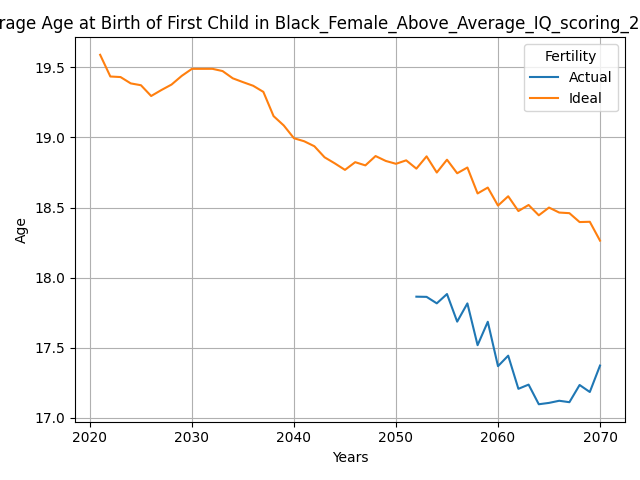 rage Age at Birth of First Child in Black_Female_Above_Average_IQ_scoring_2
Fertility
Actual
Ideal
19.5
19.0
18.5
18.0
17.5
17.0
Age
2020
2030
2040
2050
2060
2070
Years